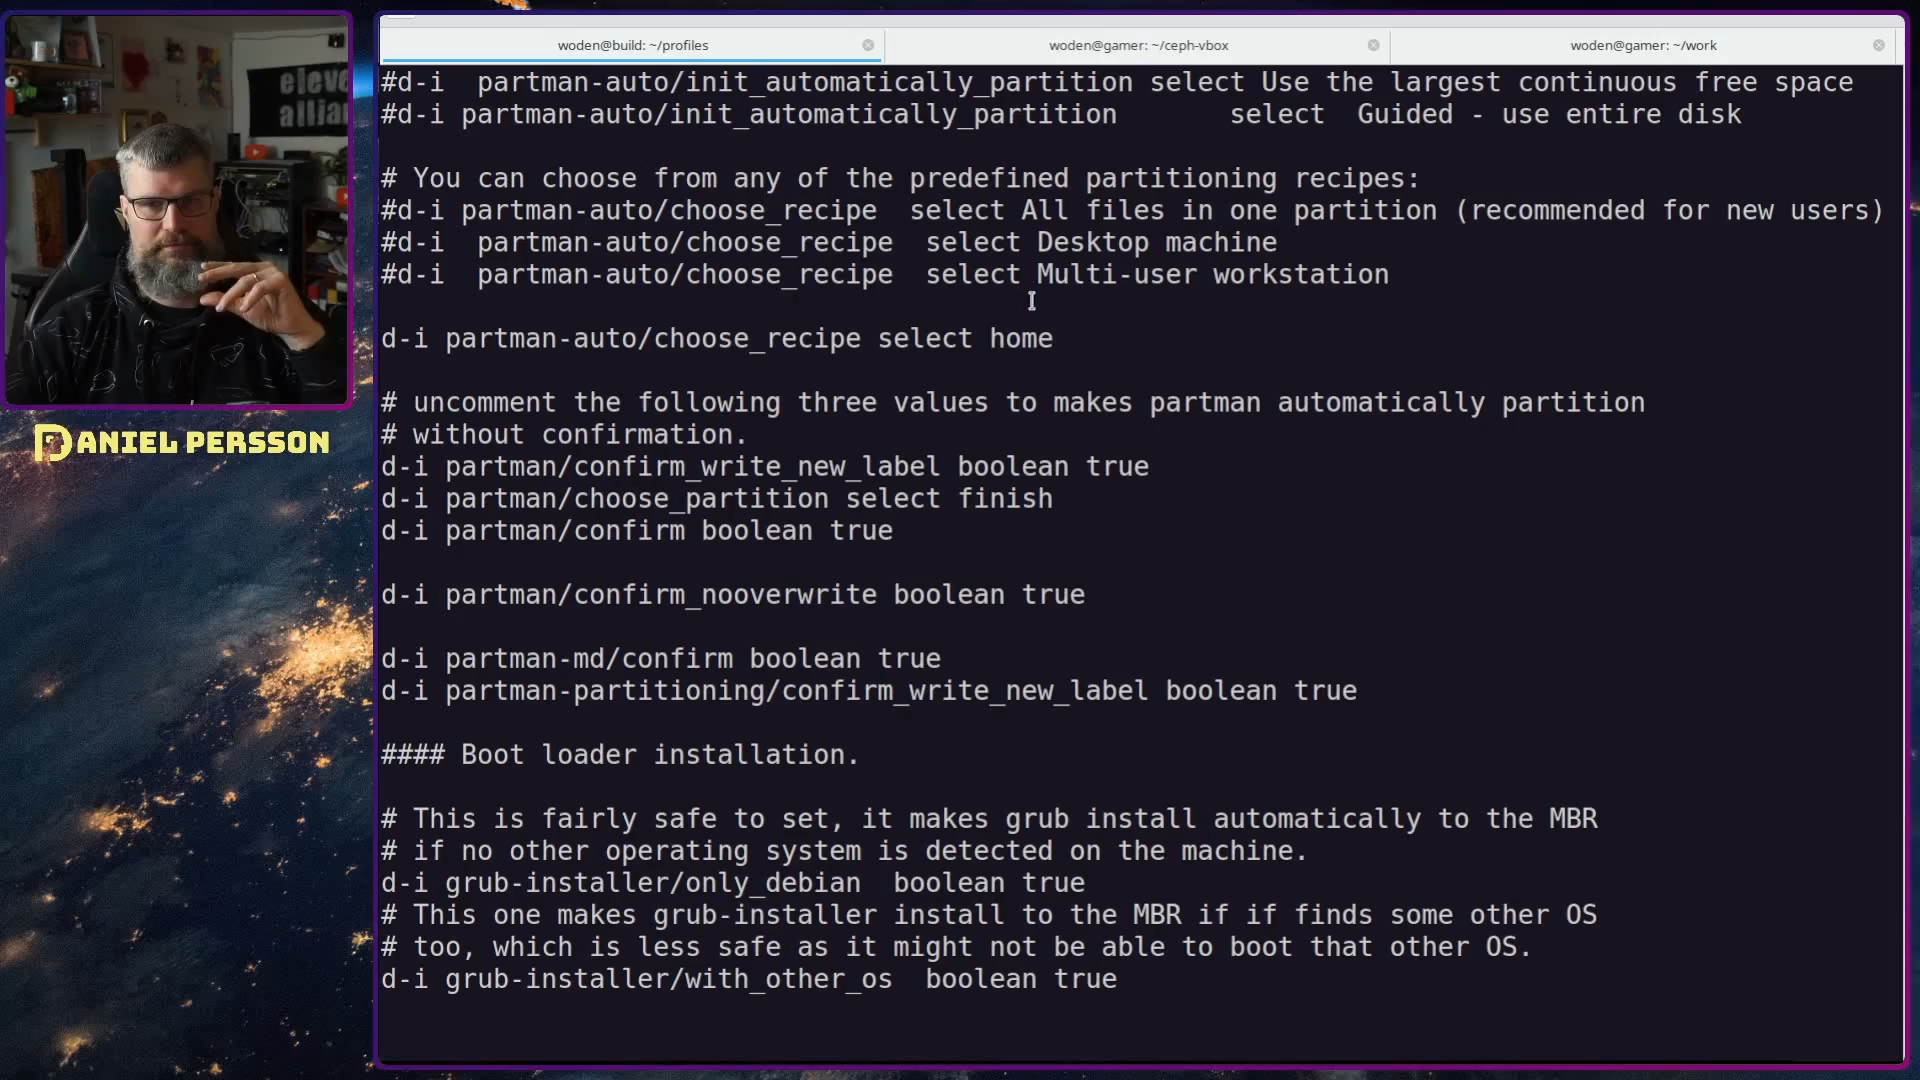 woden@build: ~/profiles
woden@gamer: ~/ceph-vbox
woden@gamer: ~/work
#d-i  partman-auto/init_automatically_partition select Use the largest continuous free space
#d-i partman-auto/init_automatically_partition       select  Guided - use entire disk
# You can choose from any of the predefined partitioning recipes:
#d-i partman-auto/choose_recipe  select All files in one partition (recommended for new users)
#d-i  partman-auto/choose_recipe  select Desktop machine
#d-i  partman-auto/choose_recipe  select Multi-user workstation
d-i partman-auto/choose_recipe select home
# uncomment the following three values to makes partman automatically partition
# without confirmation.
d-i partman/confirm_write_new_label boolean true
d-i partman/choose_partition select finish
d-i partman/confirm boolean true
d-i partman/confirm_nooverwrite boolean true
d-i partman-md/confirm boolean true
d-i partman-partitioning/confirm_write_new_label boolean true
#### Boot loader installation.
# This is fairly safe to set, it makes grub install automatically to the MBR
# if no other operating system is detected on the machine.
d-i grub-installer/only_debian  boolean true
# This one makes grub-installer install to the MBR if if finds some other OS
# too, which is less safe as it might not be able to boot that other OS.
d-i grub-installer/with_other_os  boolean true
DANIEL PERSSON